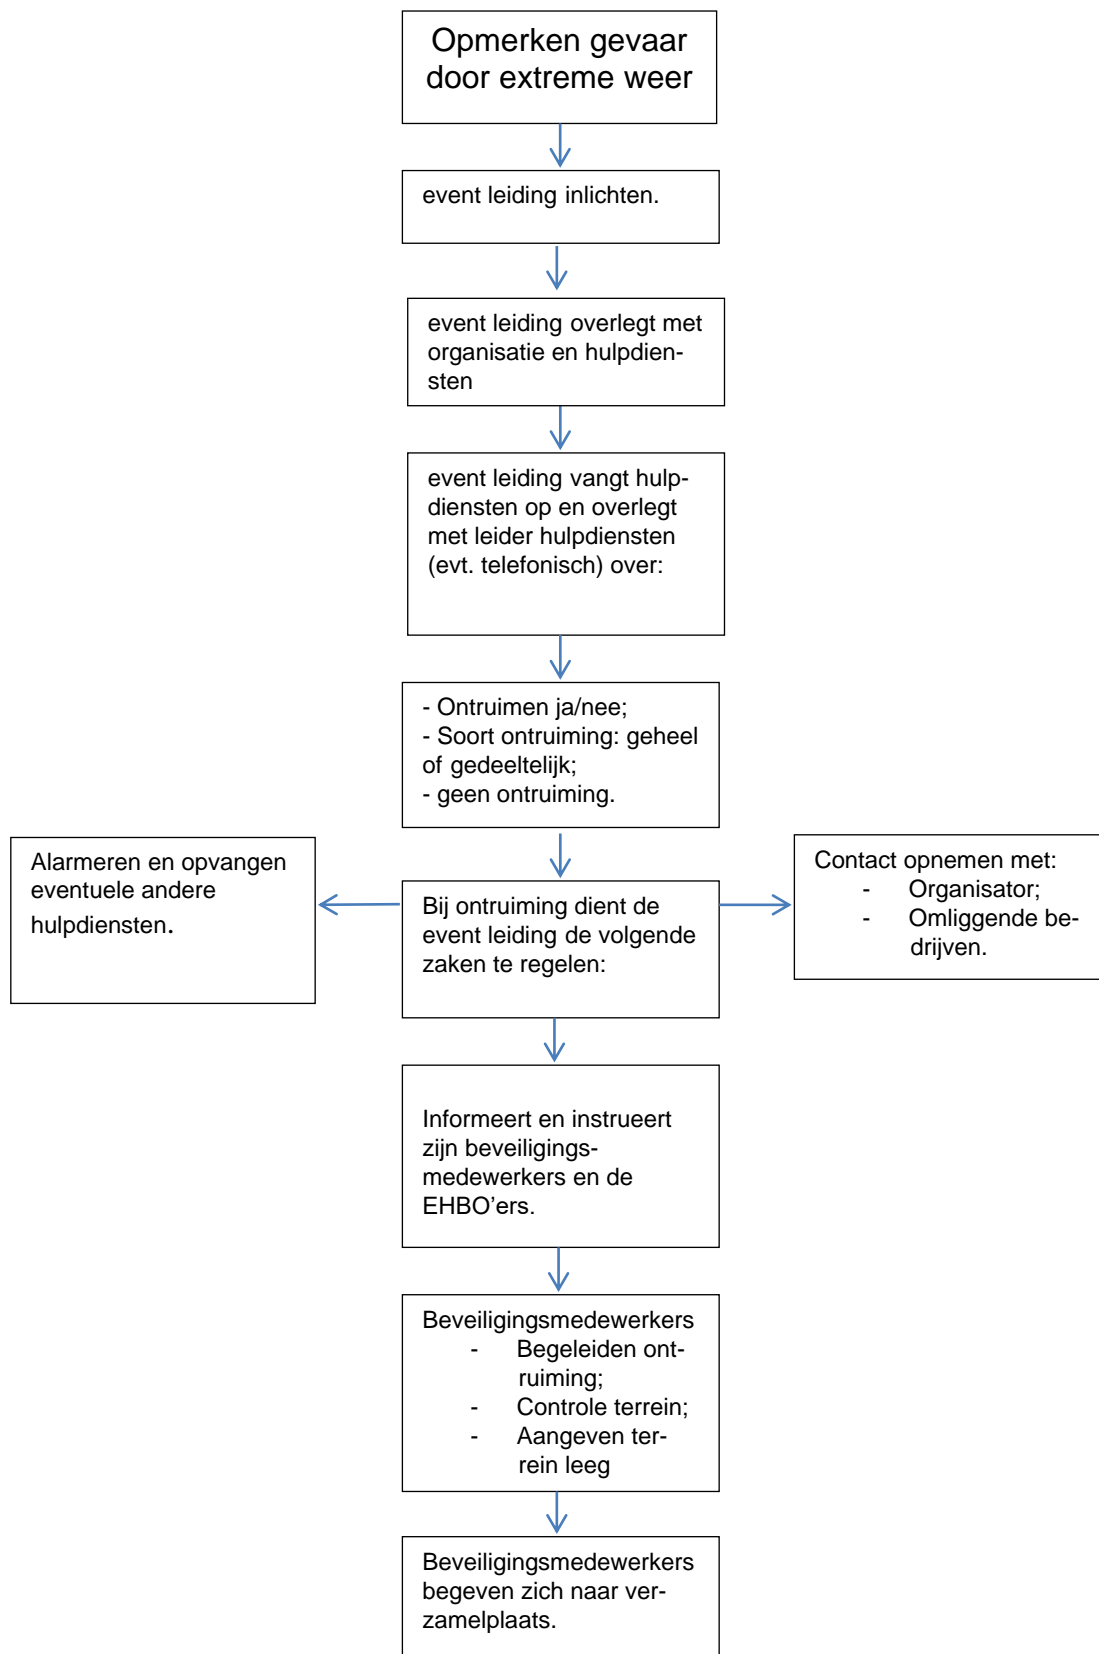 Opmerken gevaar
door extreme weer
event leiding inlichten.
event leiding overlegt met
organisatie en hulpdien-
sten
event leiding vangt hulp-
diensten op en overlegt
met leider hulpdiensten
(evt. telefonisch) over:
- Ontruimen ja/nee;
- Soort ontruiming: geheel
of gedeeltelijk;
- geen ontruiming.
Alarmeren en opvangen
eventuele andere
hulpdiensten.
Bij ontruiming dient de
event leiding de volgende
zaken te regelen:
Contact opnemen met:
- Organisator;
- Omliggende be-
drijven.
Informeert en instrueert
zijn beveiligings-
medewerkers en de
EHBO’ers.
Beveiligingsmedewerkers
- Begeleiden ont-
ruiming;
- Controle terrein;
- Aangeven ter-
rein leeg
Beveiligingsmedewerkers
begeven zich naar ver-
zamelplaats.